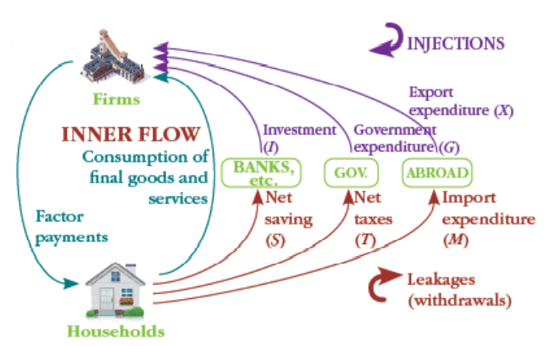 INJECTIONS
Firms
Export
expenditure (X)
INNER FLOW
Consumption of
final goods and
services
Investment
(I)
Government
expenditure(G)
BANKS,
etc.
GOV.
ABROAD
Factor
payments
Net
saving
(S)
Net
taxes
(T)
Import
expenditure
(M)
Leakages
(withdrawals)
Households